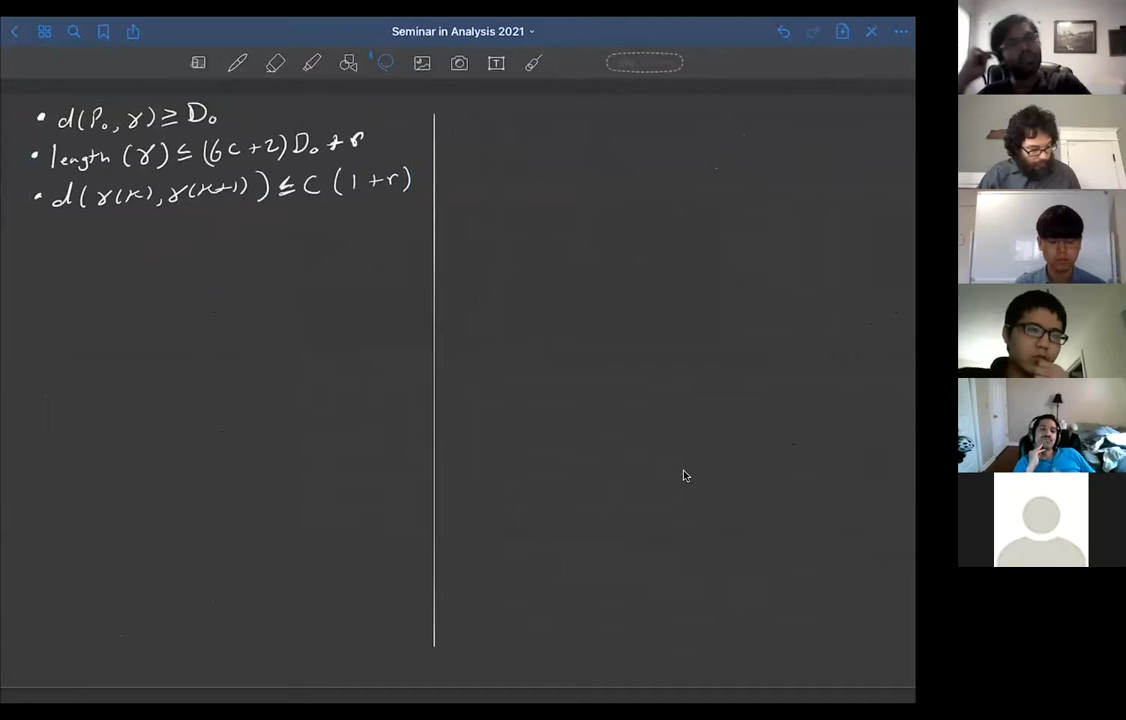 Seminar in Analysis 2021
• d(P₀, γ) ≥ D₀
• length (γ) ≤ (6C + 2) D₀ + r
• d(γ(k), γ(k+1)) ≤ C (1 + r)